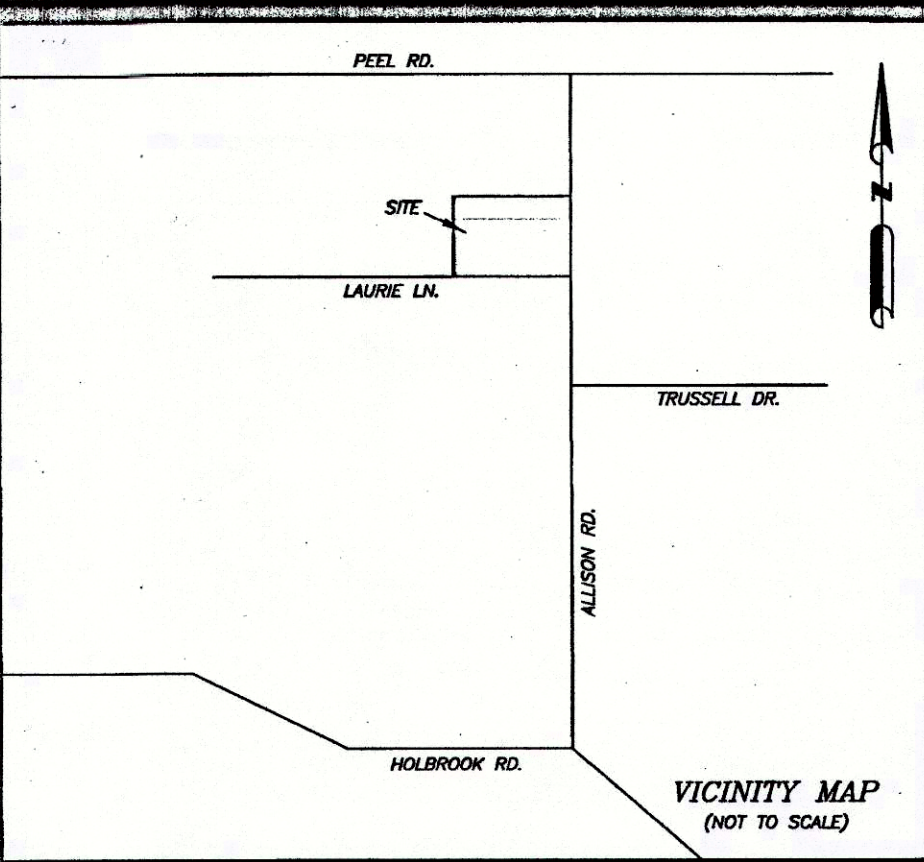 PEEL RD.
SITE
N
LAURIE LN.
TRUSSELL DR.
ALLISON RD.
HOLBROOK RD.
VICINITY MAP
(NOT TO SCALE)